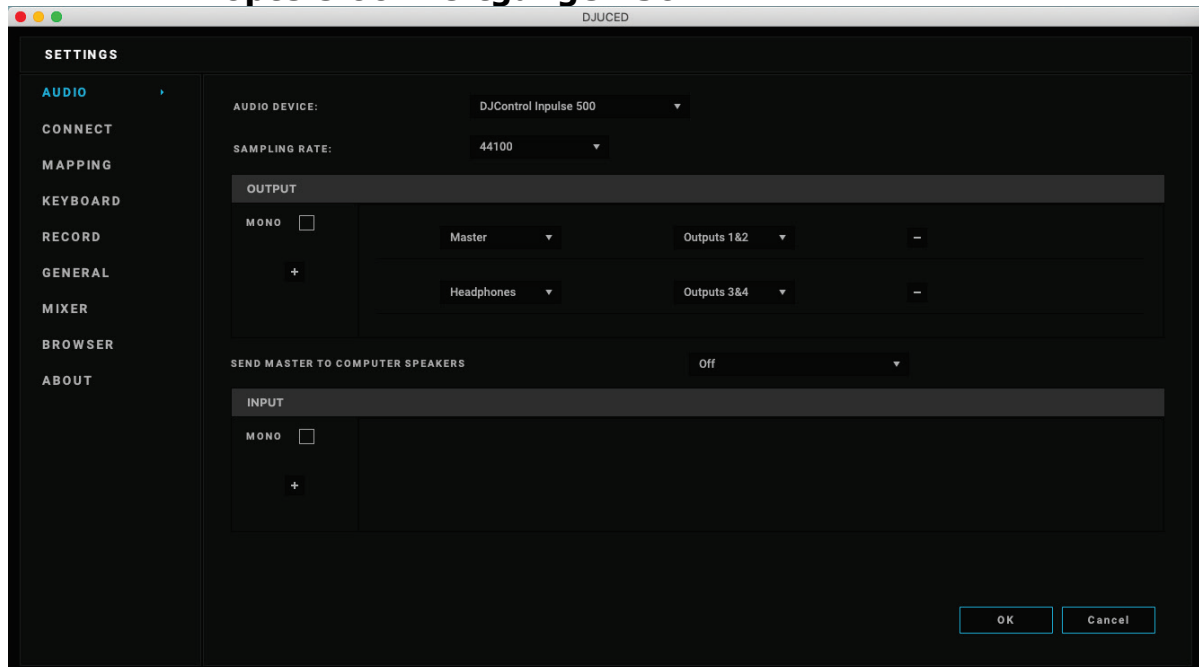 DJUCED
SETTINGS
AUDIO
CONNECT
MAPPING
KEYBOARD
RECORD
GENERAL
MIXER
BROWSER
ABOUT
AUDIO DEVICE: DJControl Inpulse 500
SAMPLING RATE: 44100
OUTPUT
MONO
+
Master Outputs 1&2 −
Headphones Outputs 3&4 −
SEND MASTER TO COMPUTER SPEAKERS Off
INPUT
MONO
+
OK Cancel